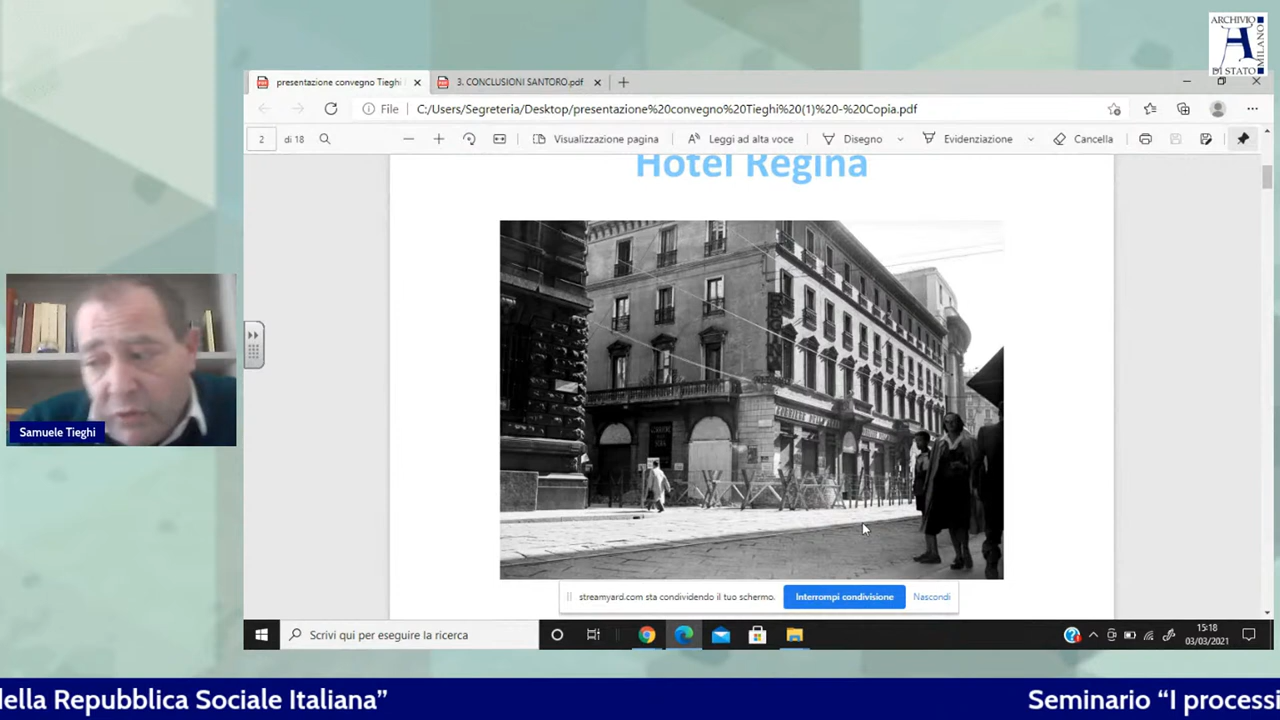 ARCHIVIO
DI STATO
MILANO
presentazione convegno Tieghi
3. CONCLUSIONI SANTORO.pdf
File
C:/Users/Segreteria/Desktop/presentazione%20convegno%20Tieghi%20(1)%20-%20Copia.pdf
2 di 18
Visualizzazione pagina
Leggi ad alta voce
Disegno
Evidenziazione
Cancella
Hotel Regina
Samuele Tieghi
streamyard.com sta condividendo il tuo schermo.
Interrompi condivisione
Nascondi
Scrivi qui per eseguire la ricerca
15:18
03/03/2021
della Repubblica Sociale Italiana”
Seminario “I processi